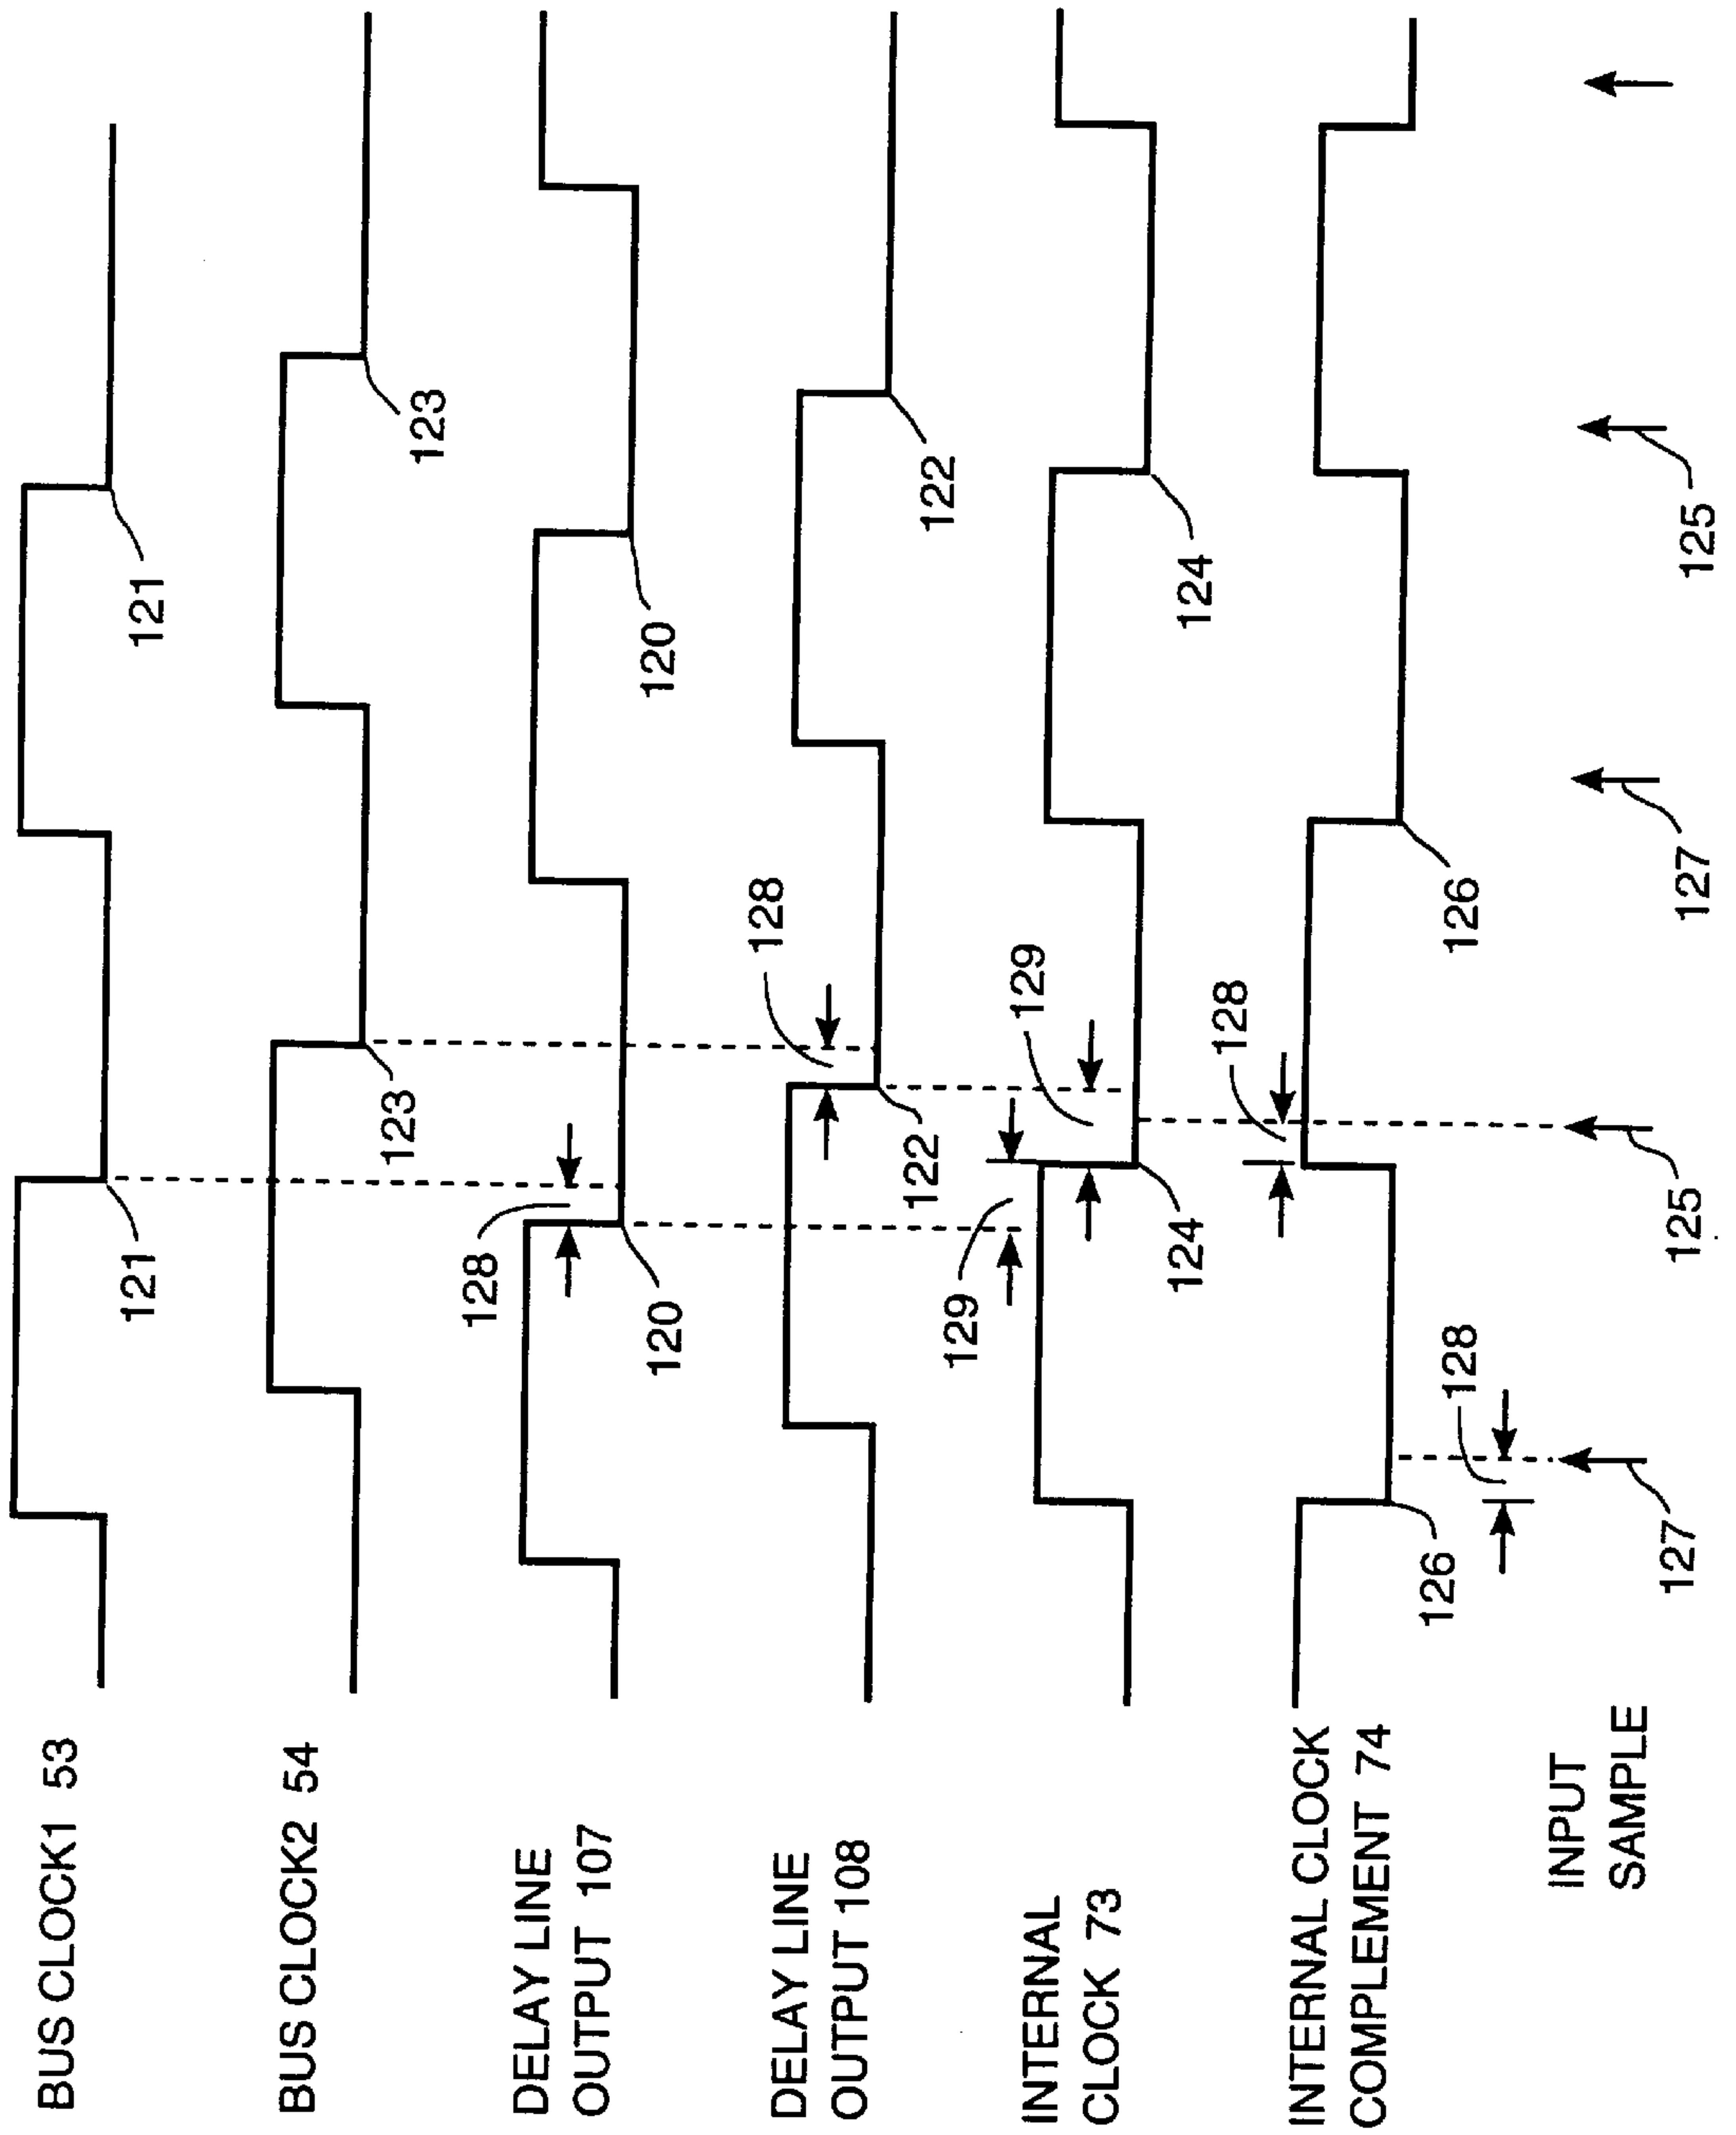 BUS CLOCK1 53
121
121
BUS CLOCK2 54
123
123
DELAY LINE
OUTPUT 107
128
120
120
DELAY LINE
OUTPUT 108
128
122
122
INTERNAL
CLOCK 73
129
129
124
124
INTERNAL CLOCK
COMPLEMENT 74
128
126
126
128
INPUT
SAMPLE
127
125
127
125